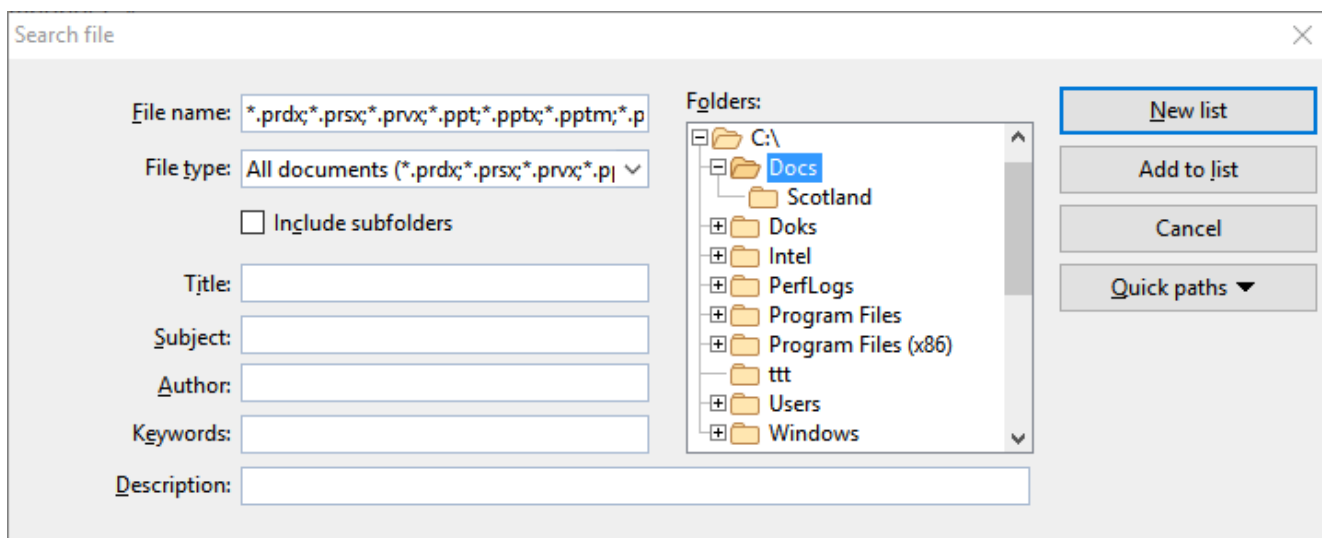 Search file
File name: *.prdx;*.prsx;*.prvx;*.ppt;*.pptx;*.pptm;*.p
File type: All documents (*.prdx;*.prsx;*.prvx;*.p
Include subfolders
Title:
Subject:
Author:
Keywords:
Description:
Folders:
C:\
Docs
Scotland
Doks
Intel
PerfLogs
Program Files
Program Files (x86)
ttt
Users
Windows
New list
Add to list
Cancel
Quick paths